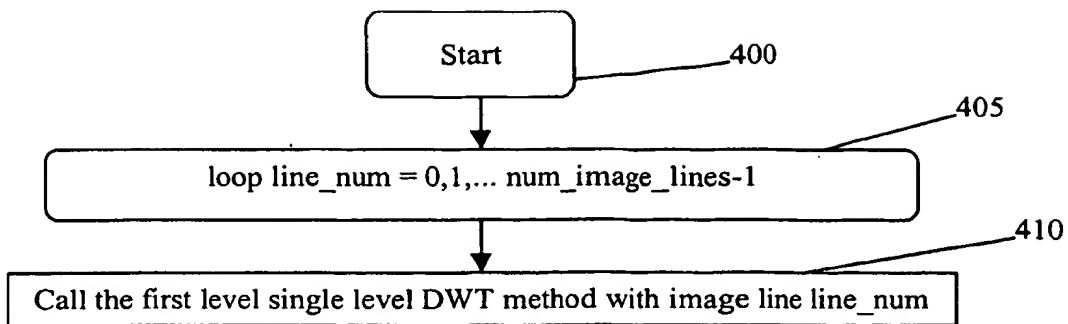 Start
400
405
loop line_num = 0,1,... num_image_lines-1
410
Call the first level single level DWT method with image line line_num